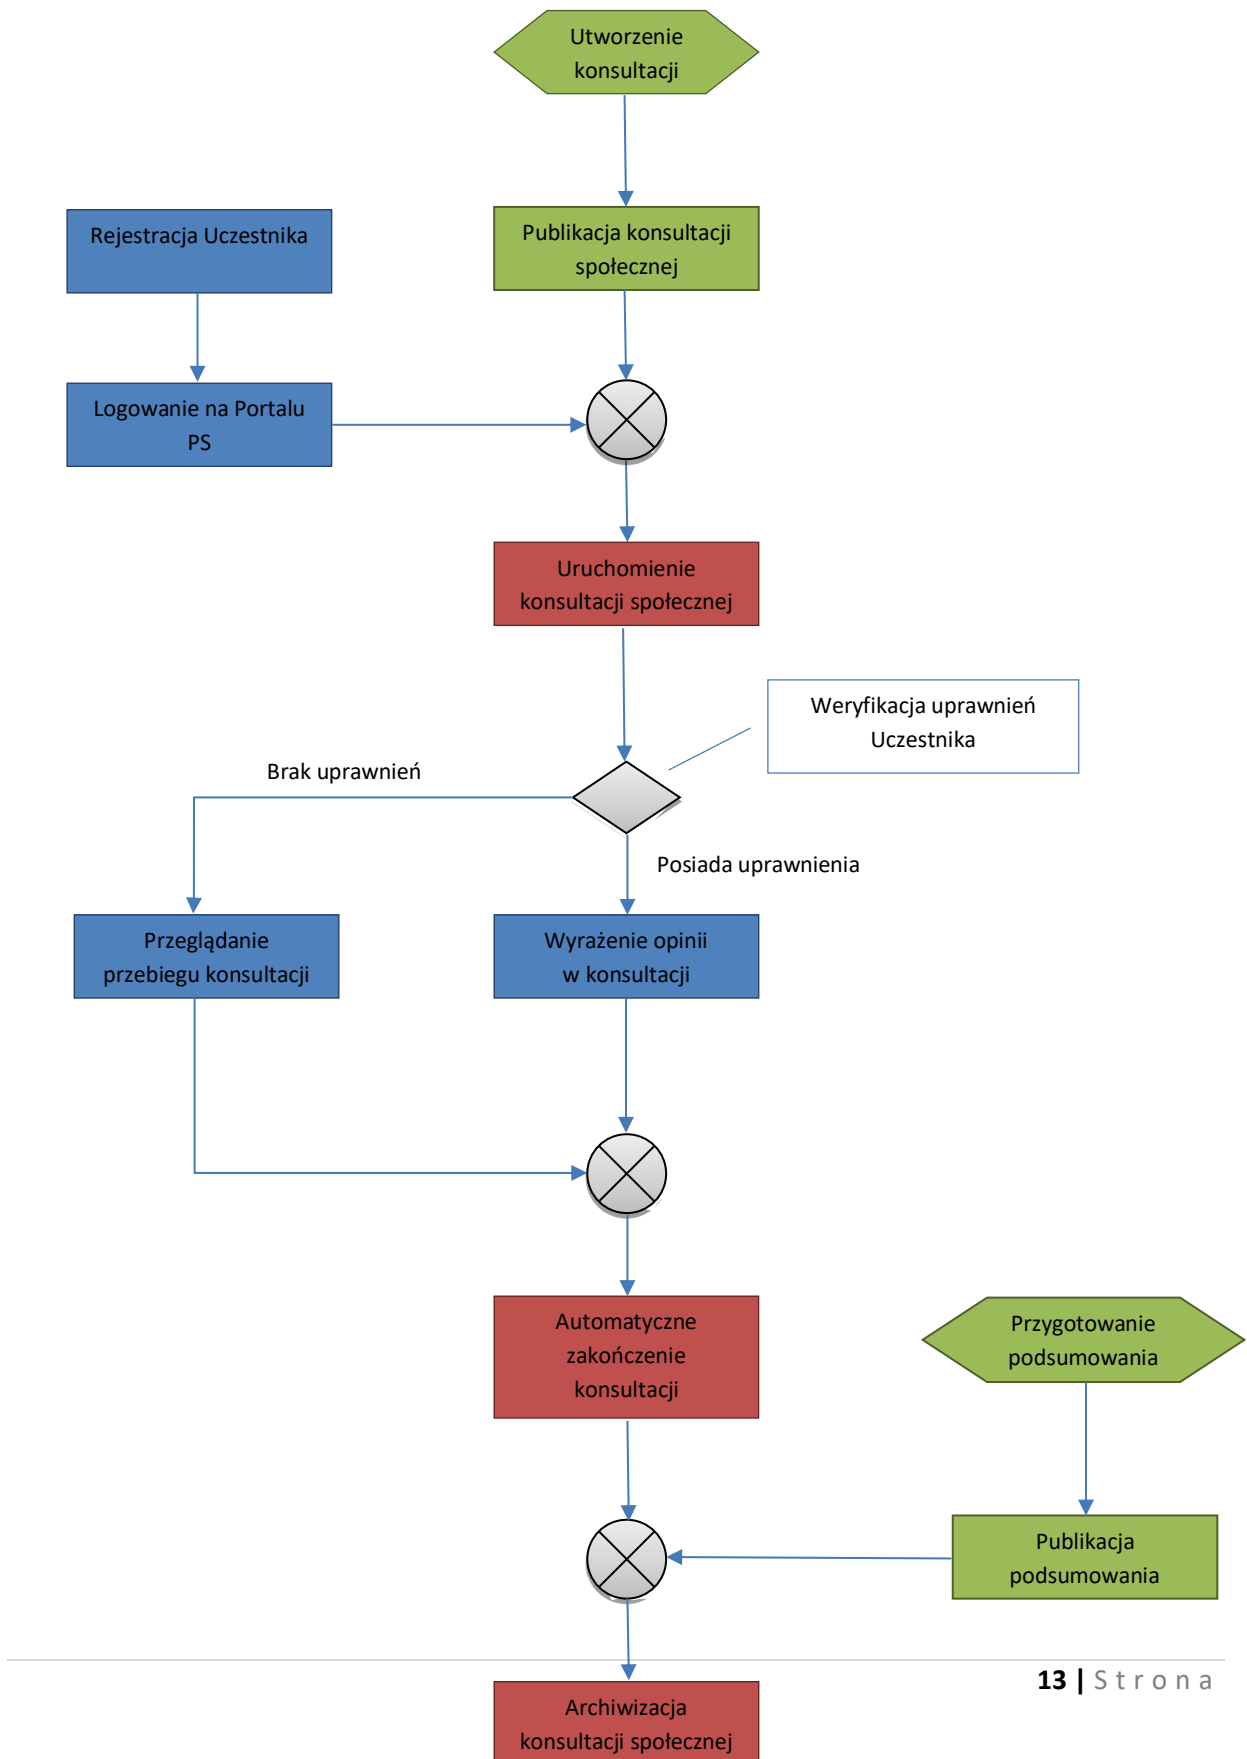 Utworzenie
konsultacji
Rejestracja Uczestnika
Publikacja konsultacji
społecznej
Logowanie na Portalu
PS
Uruchomienie
konsultacji społecznej
Weryfikacja uprawnień
Uczestnika
Brak uprawnień
Posiada uprawnienia
Przeglądanie
przebiegu konsultacji
Wyrażenie opinii
w konsultacji
Automatyczne
zakończenie
konsultacji
Przygotowanie
podsumowania
Publikacja
podsumowania
13 | Strona
Archiwizacja
konsultacji społecznej